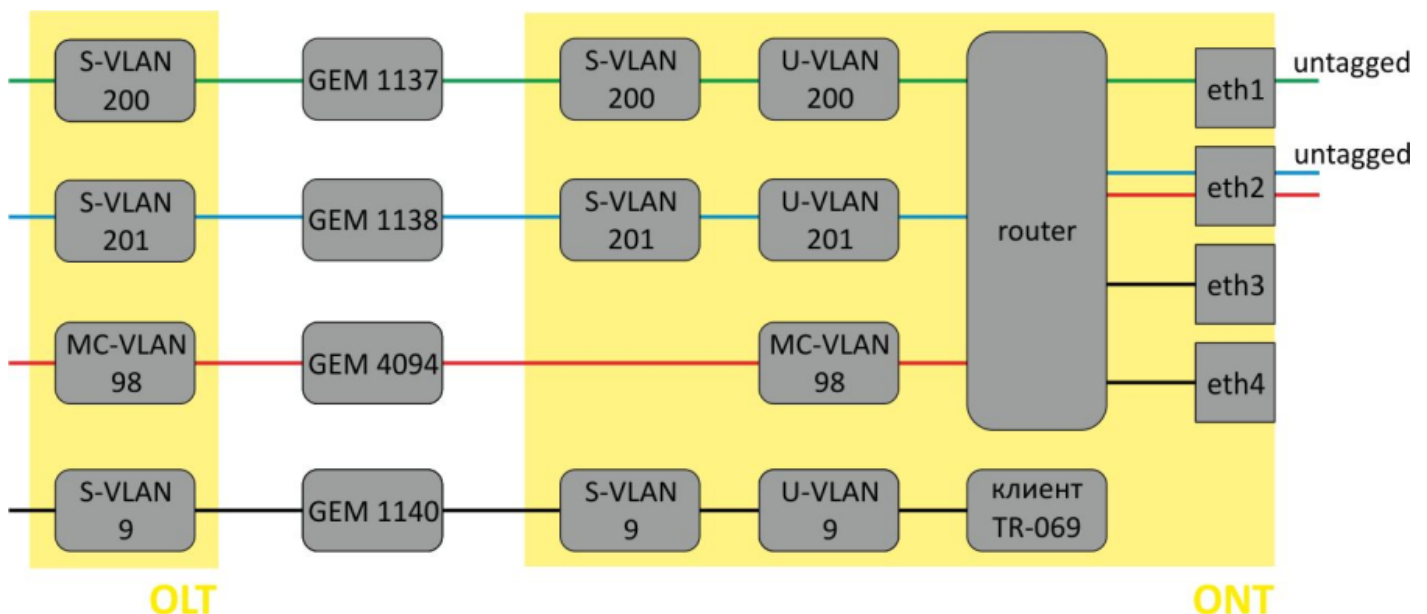 S-VLAN
200
GEM 1137
S-VLAN
200
U-VLAN
200
eth1
untagged
S-VLAN
201
GEM 1138
S-VLAN
201
U-VLAN
201
router
eth2
untagged
eth3
MC-VLAN
98
GEM 4094
MC-VLAN
98
eth4
S-VLAN
9
GEM 1140
S-VLAN
9
U-VLAN
9
клиент
TR-069
OLT
ONT